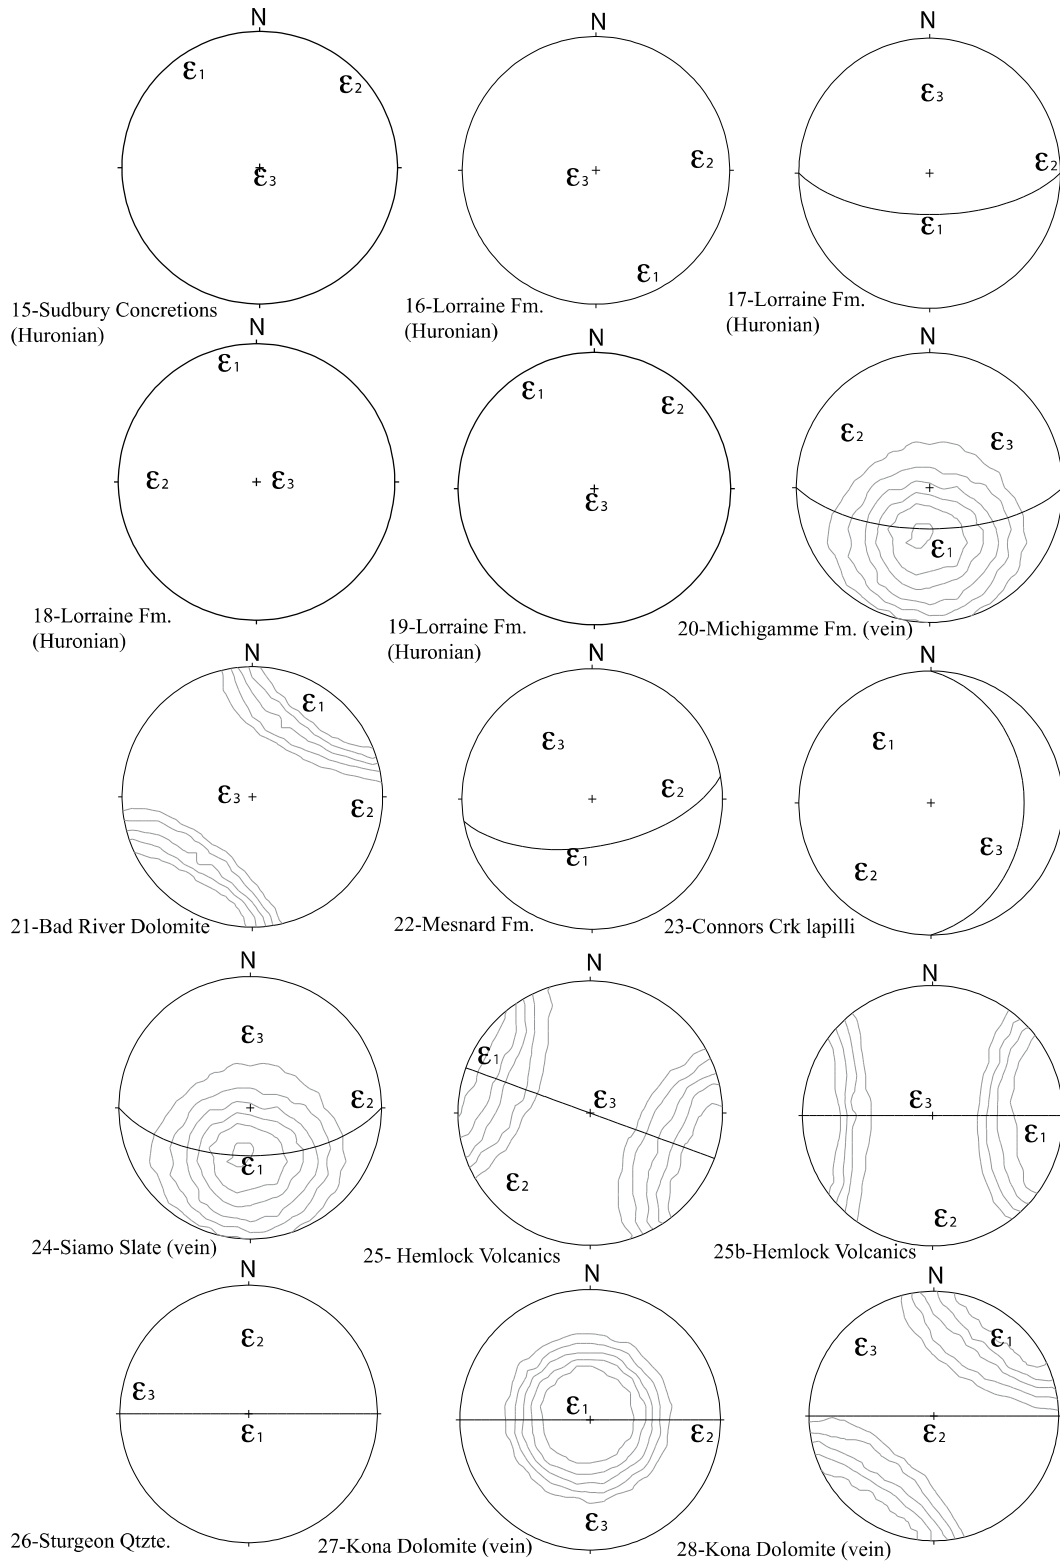 N
ε1
ε2
ε3
15-Sudbury Concretions
(Huronian)
N
ε2
ε3
ε1
16-Lorraine Fm.
(Huronian)
N
ε3
ε2
ε1
17-Lorraine Fm.
(Huronian)
N
ε1
ε2
ε3
18-Lorraine Fm.
(Huronian)
N
ε1
ε2
ε3
19-Lorraine Fm.
(Huronian)
N
ε2
ε3
ε1
20-Michigamme Fm. (vein)
N
ε1
ε3
ε2
21-Bad River Dolomite
N
ε3
ε2
ε1
22-Mesnard Fm.
N
ε1
ε3
ε2
23-Connors Crk lapilli
N
ε3
ε2
ε1
24-Siamo Slate (vein)
N
ε1
ε3
ε2
25- Hemlock Volcanics
N
ε3
ε1
ε2
25b-Hemlock Volcanics
N
ε2
ε3
ε1
26-Sturgeon Qtzte.
N
ε1
ε2
ε3
27-Kona Dolomite (vein)
N
ε1
ε3
ε2
28-Kona Dolomite (vein)